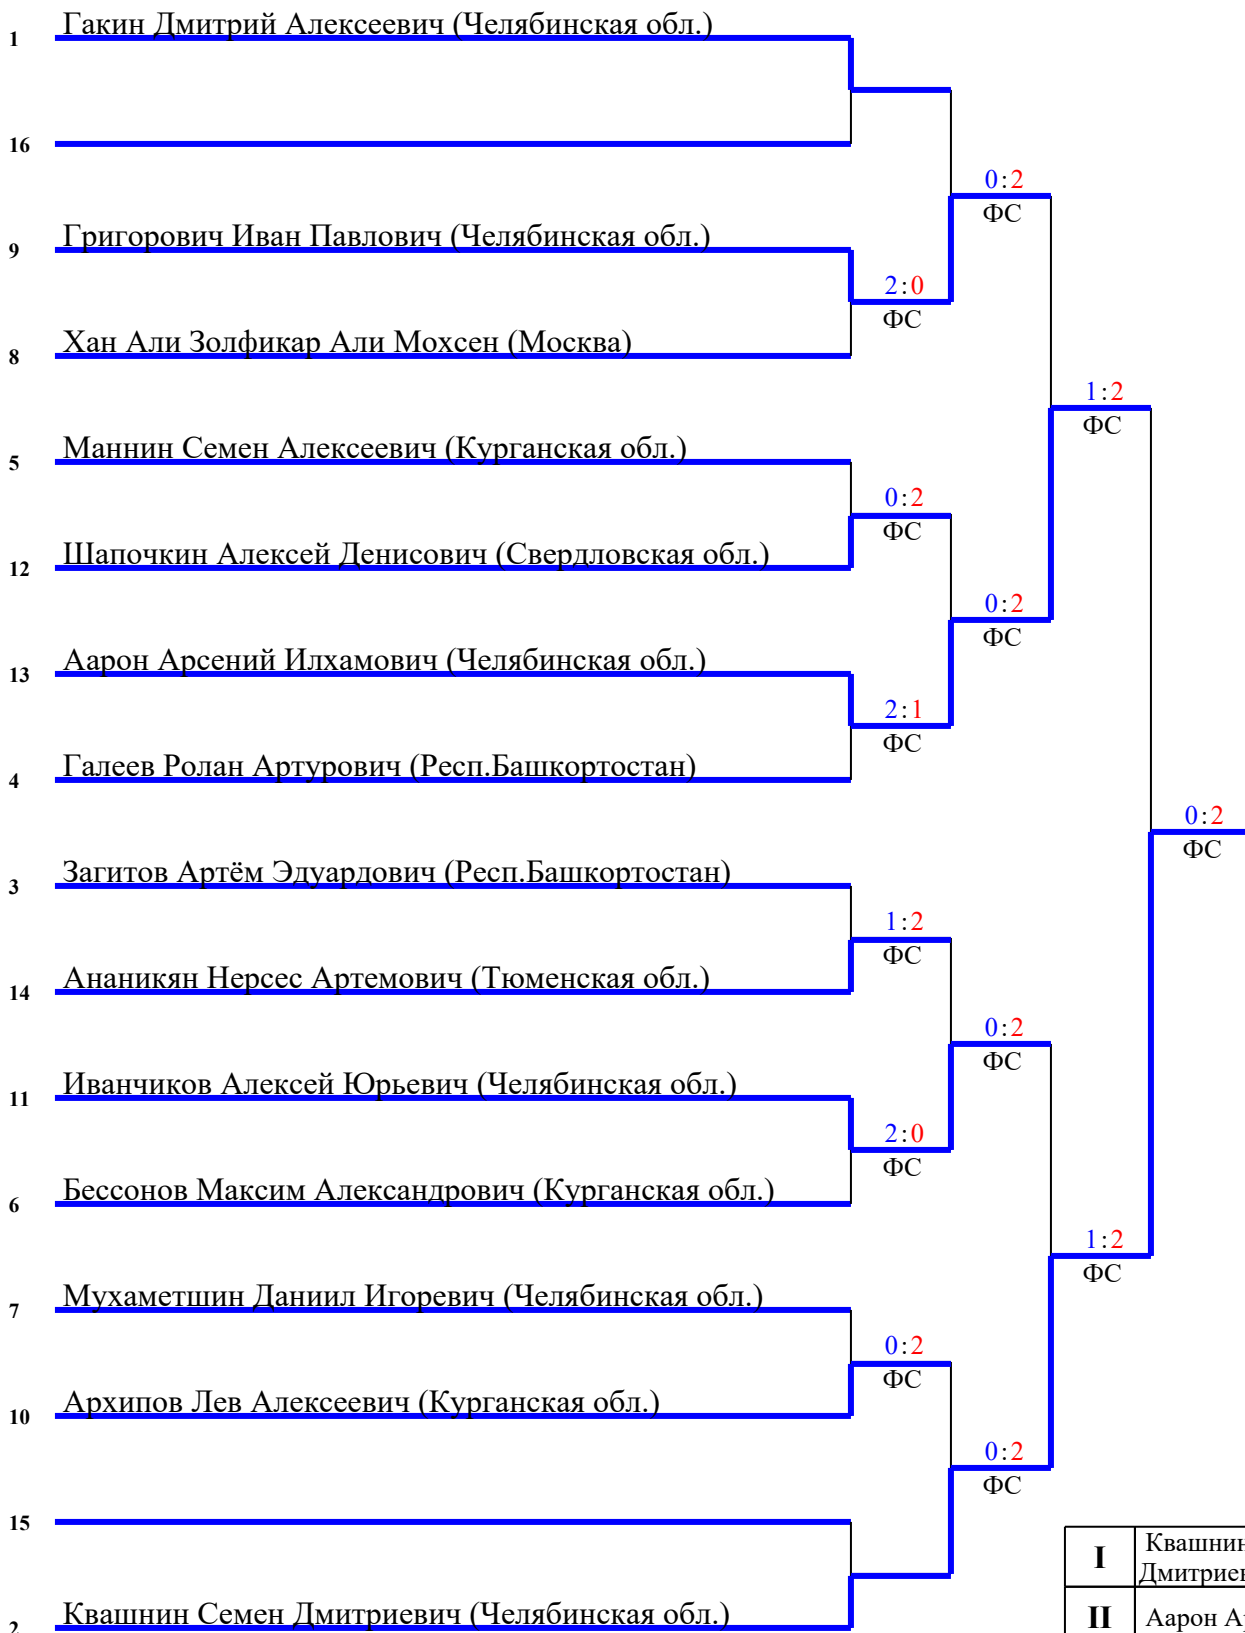 Гакин Дмитрий Алексеевич (Челябинская обл.)
1
16
0:2
ФС
Григорович Иван Павлович (Челябинская обл.)
9
2:0
ФС
Хан Али Золфикар Али Мохсен (Москва)
8
1:2
ФС
Маннин Семен Алексеевич (Курганская обл.)
5
0:2
ФС
Шапочкин Алексей Денисович (Свердловская обл.)
12
0:2
ФС
Аарон Арсений Илхамович (Челябинская обл.)
13
2:1
ФС
Галеев Ролан Артурович (Респ.Башкортостан)
4
0:2
ФС
Загитов Артём Эдуардович (Респ.Башкортостан)
3
1:2
ФС
Ананикян Нерсес Артемович (Тюменская обл.)
14
0:2
ФС
Иванчиков Алексей Юрьевич (Челябинская обл.)
11
2:0
ФС
Бессонов Максим Александрович (Курганская обл.)
6
1:2
ФС
Мухаметшин Даниил Игоревич (Челябинская обл.)
7
0:2
ФС
Архипов Лев Алексеевич (Курганская обл.)
10
0:2
ФС
15
I
Квашнин
Дмитриев
Квашнин Семен Дмитриевич (Челябинская обл.)
2
II
Аарон Ар